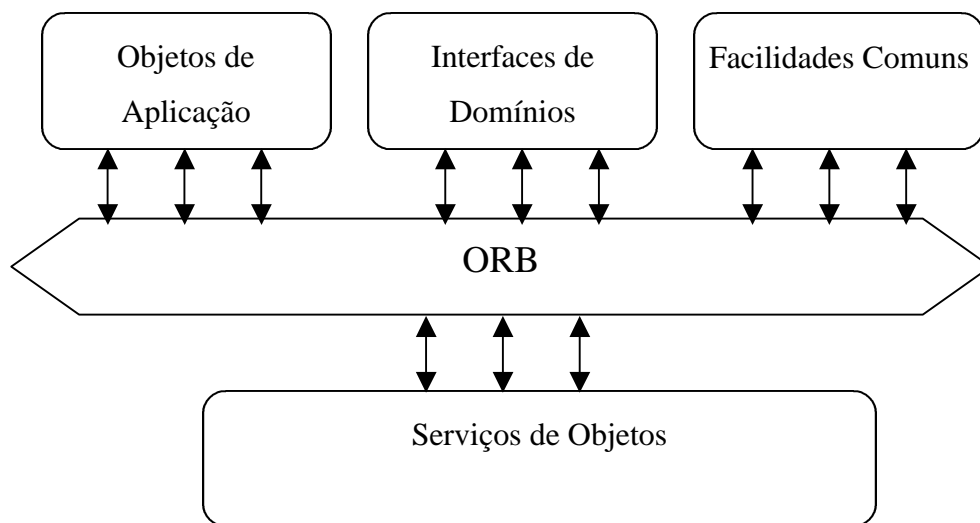 Objetos de
Aplicação
Interfaces de
Domínios
Facilidades Comuns
ORB
Serviços de Objetos